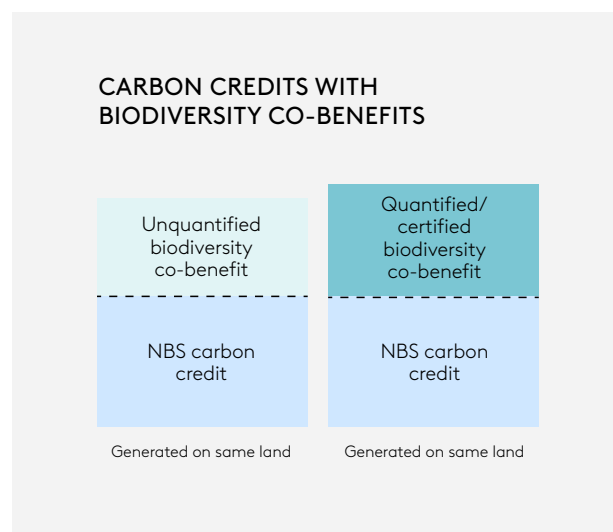 CARBON CREDITS WITH
BIODIVERSITY CO-BENEFITS
Unquantified
biodiversity
co-benefit
NBS carbon
credit
Generated on same land
Quantified/
certified
biodiversity
co-benefit
NBS carbon
credit
Generated on same land